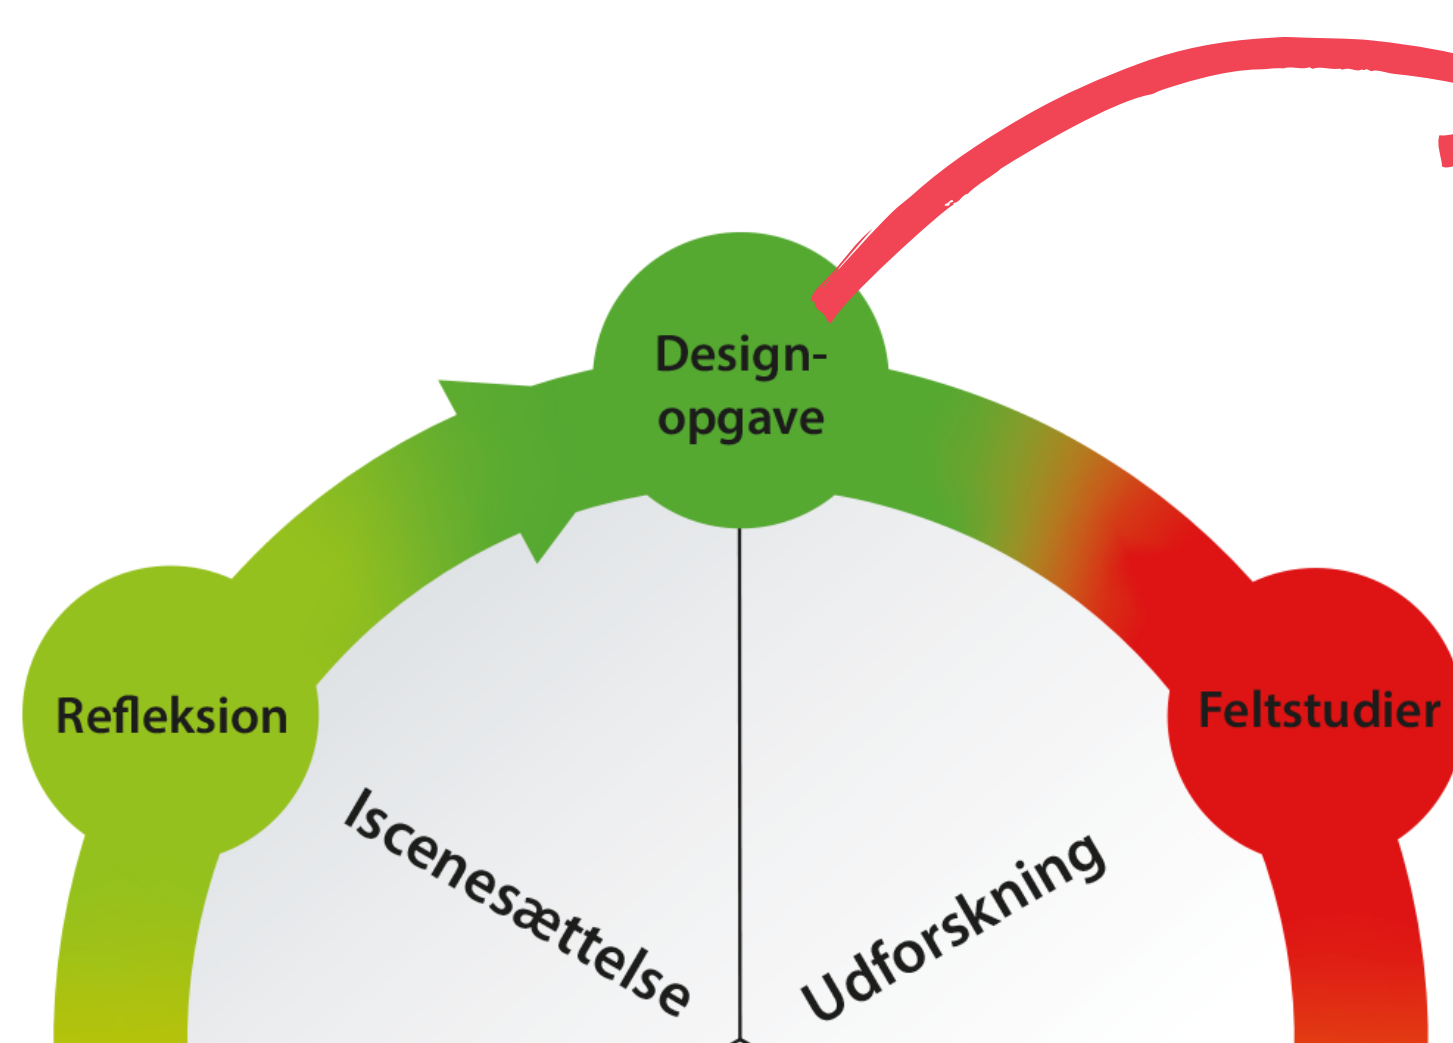 Design-
opgave
Refleksion
Feltstudier
Iscenesættelse
Udforskning